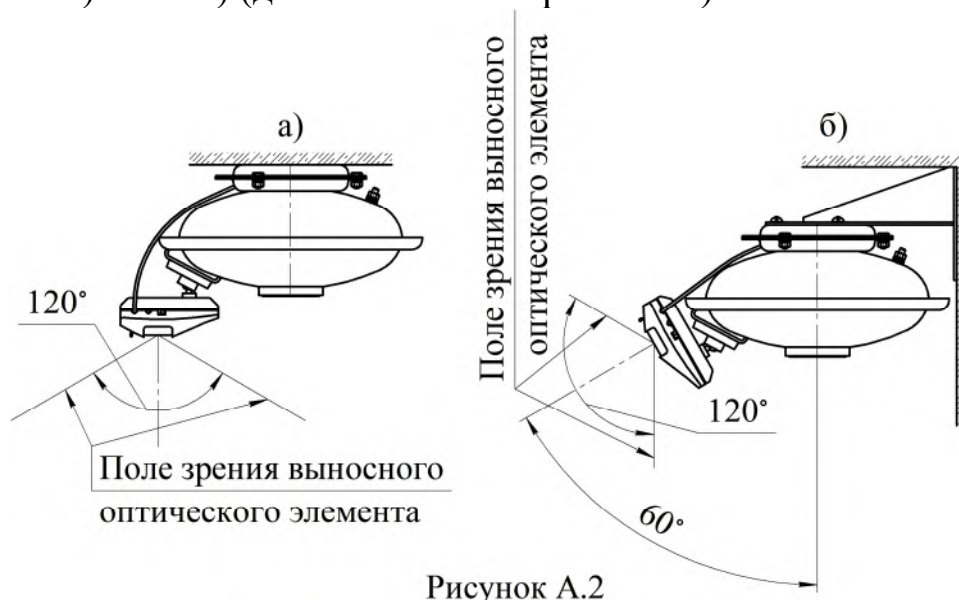 а)
120°
Поле зрения выносного
оптического элемента
Поле зрения выносного
оптического элемента
б)
120°
60°
Рисунок А.2